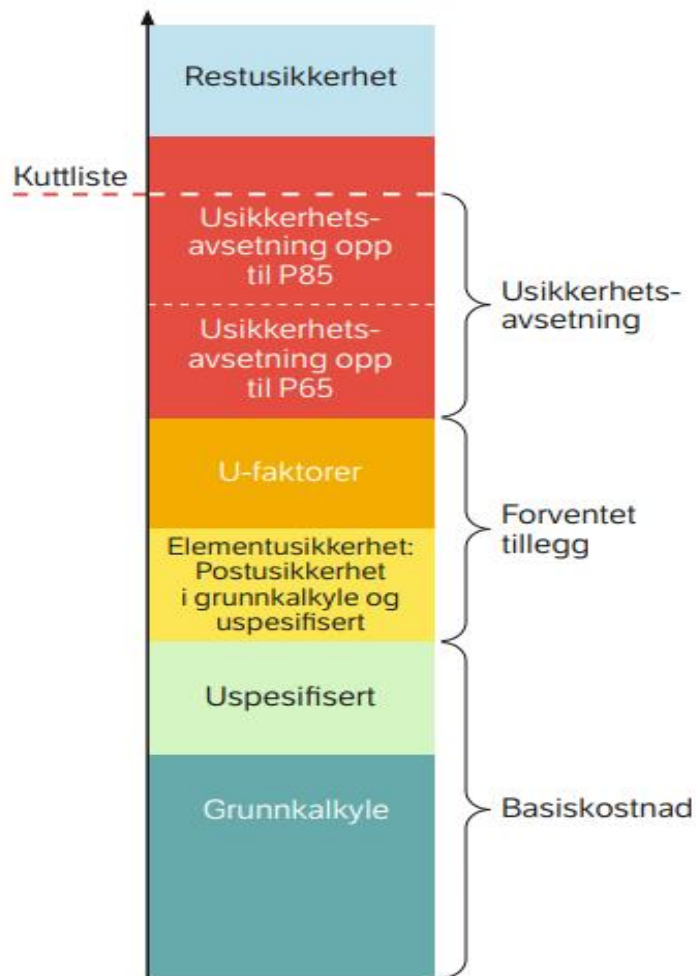 Restusikkerhet
Kuttliste
Usikkerhets-
avsetning opp
til P85
Usikkerhets-
avsetning opp
til P65
Usikkerhets-
avsetning
U-faktorer
Elementusikkerhet:
Postusikkerhet
i grunnkalkyle og
uspesifisert
Forventet
tillegg
Uspesifisert
Grunnkalkyle
Basiskostnad